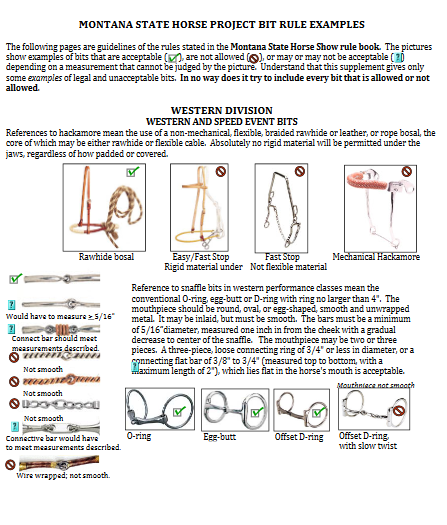 MONTANA STATE HORSE PROJECT BIT RULE EXAMPLES
The following pages are guidelines of the rules stated in the Montana State Horse Show rule book. The pictures
show examples of bits that are acceptable ( ), are not allowed ( ), or may or may not be acceptable ( ? )
depending on a measurement that cannot be judged by the picture. Understand that this supplement gives only
some examples of legal and unacceptable bits. In no way does it try to include every bit that is allowed or not
allowed.
WESTERN DIVISION
WESTERN AND SPEED EVENT BITS
References to hackamore mean the use of a non-mechanical, flexible, braided rawhide or leather, or rope bosal, the
core of which may be either rawhide or flexible cable. Absolutely no rigid material will be permitted under the
jaws, regardless of how padded or covered.
Rawhide bosal
Easy/Fast Stop
Rigid material under
Fast Stop
Not flexible material
Mechanical Hackamore
?
Would have to measure ≥ 5/16"
?
Connect bar should meet
measurements described.
Not smooth
Not smooth
Not smooth
?
Connective bar would have
to meet measurements described.
Wire wrapped; not smooth.
Reference to snaffle bits in western performance classes mean the
conventional O-ring, egg-butt or D-ring with ring no larger than 4". The
mouthpiece should be round, oval, or egg-shaped, smooth and unwrapped
metal. It may be inlaid, but must be smooth. The bars must be a minimum
of 5/16"diameter, measured one inch in from the cheek with a gradual
decrease to center of the snaffle. The mouthpiece may be two or three
pieces. A three-piece, loose connecting ring of 3/4" or less in diameter, or a
connecting flat bar of 3/8" to 3/4" (measured top to bottom, with a
maximum length of 2"), which lies flat in the horse's mouth is acceptable.
?
Mouthpiece not smooth
O-ring
Egg-butt
Offset D-ring
Offset D-ring,
with slow twist